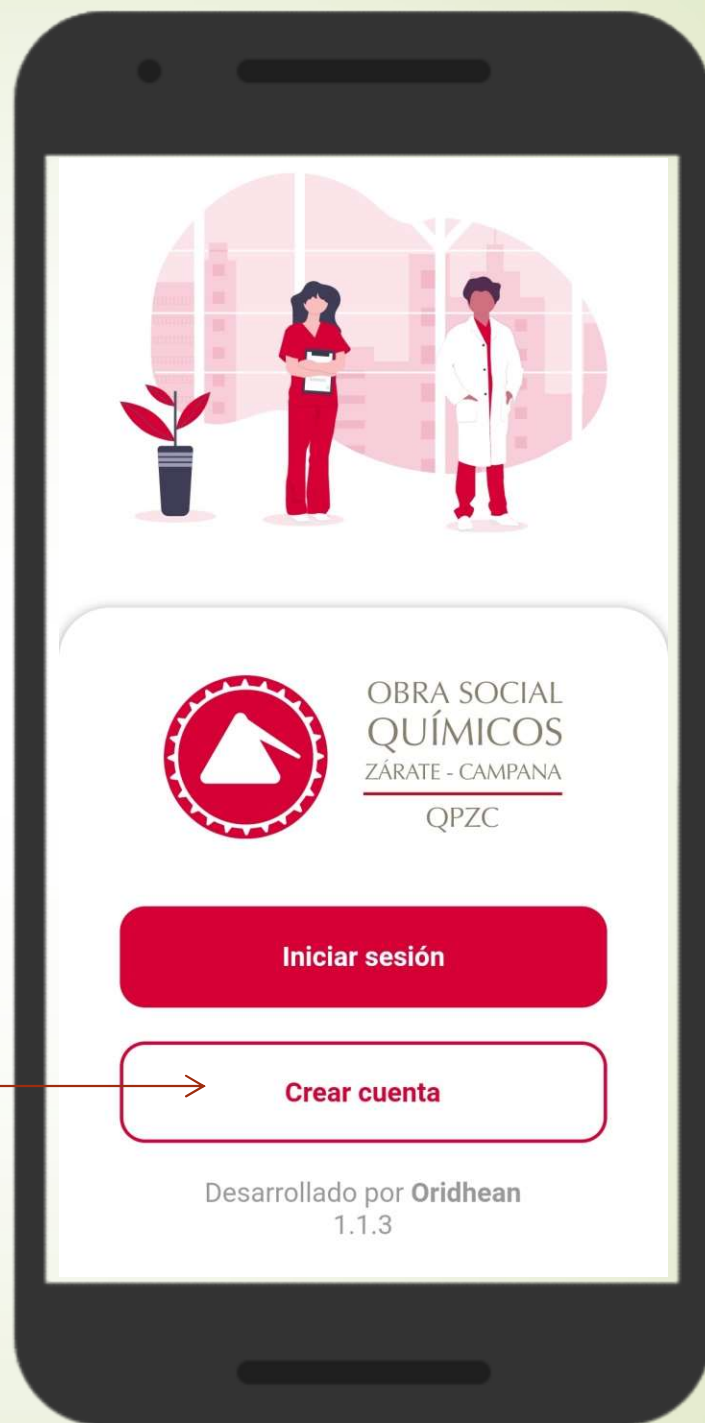 OBRA SOCIAL
QUÍMICOS
ZÁRATE - CAMPANA
QPZC
Iniciar sesión
Crear cuenta
Desarrollado por Oridhean
1.1.3